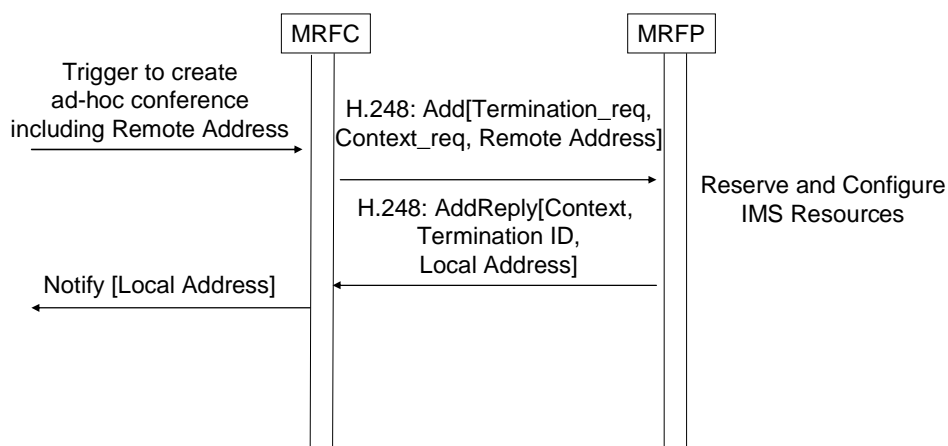 MRFC
MRFP
Trigger to create
ad-hoc conference
including Remote Address
H.248: Add[Termination_req,
Context_req, Remote Address]
Reserve and Configure
IMS Resources
H.248: AddReply[Context,
Termination ID,
Local Address]
Notify [Local Address]